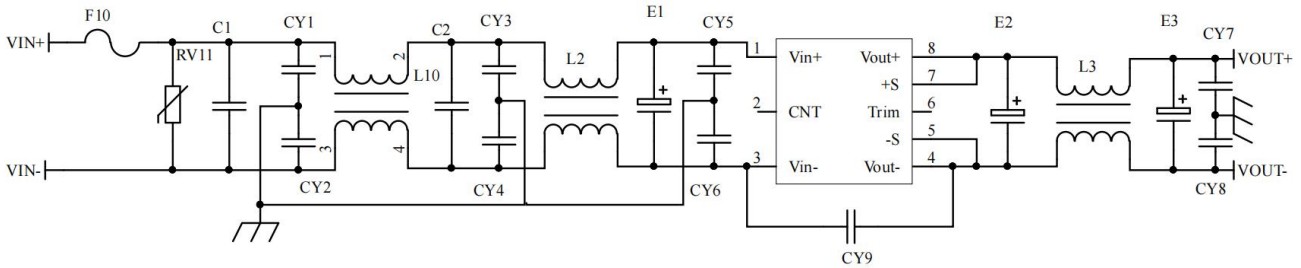 F10
VIN+
RV11
C1
CY1
1
2
L10
C2
CY3
L2
E1
+
CY5
1
Vin+
Vout+
8
+S
7
2
CNT
Trim
6
-S
5
3
Vin-
Vout-
4
E2
+
L3
E3
+
CY7
VOUT+
VIN-
3
4
CY2
CY4
CY6
CY9
CY8
VOUT-